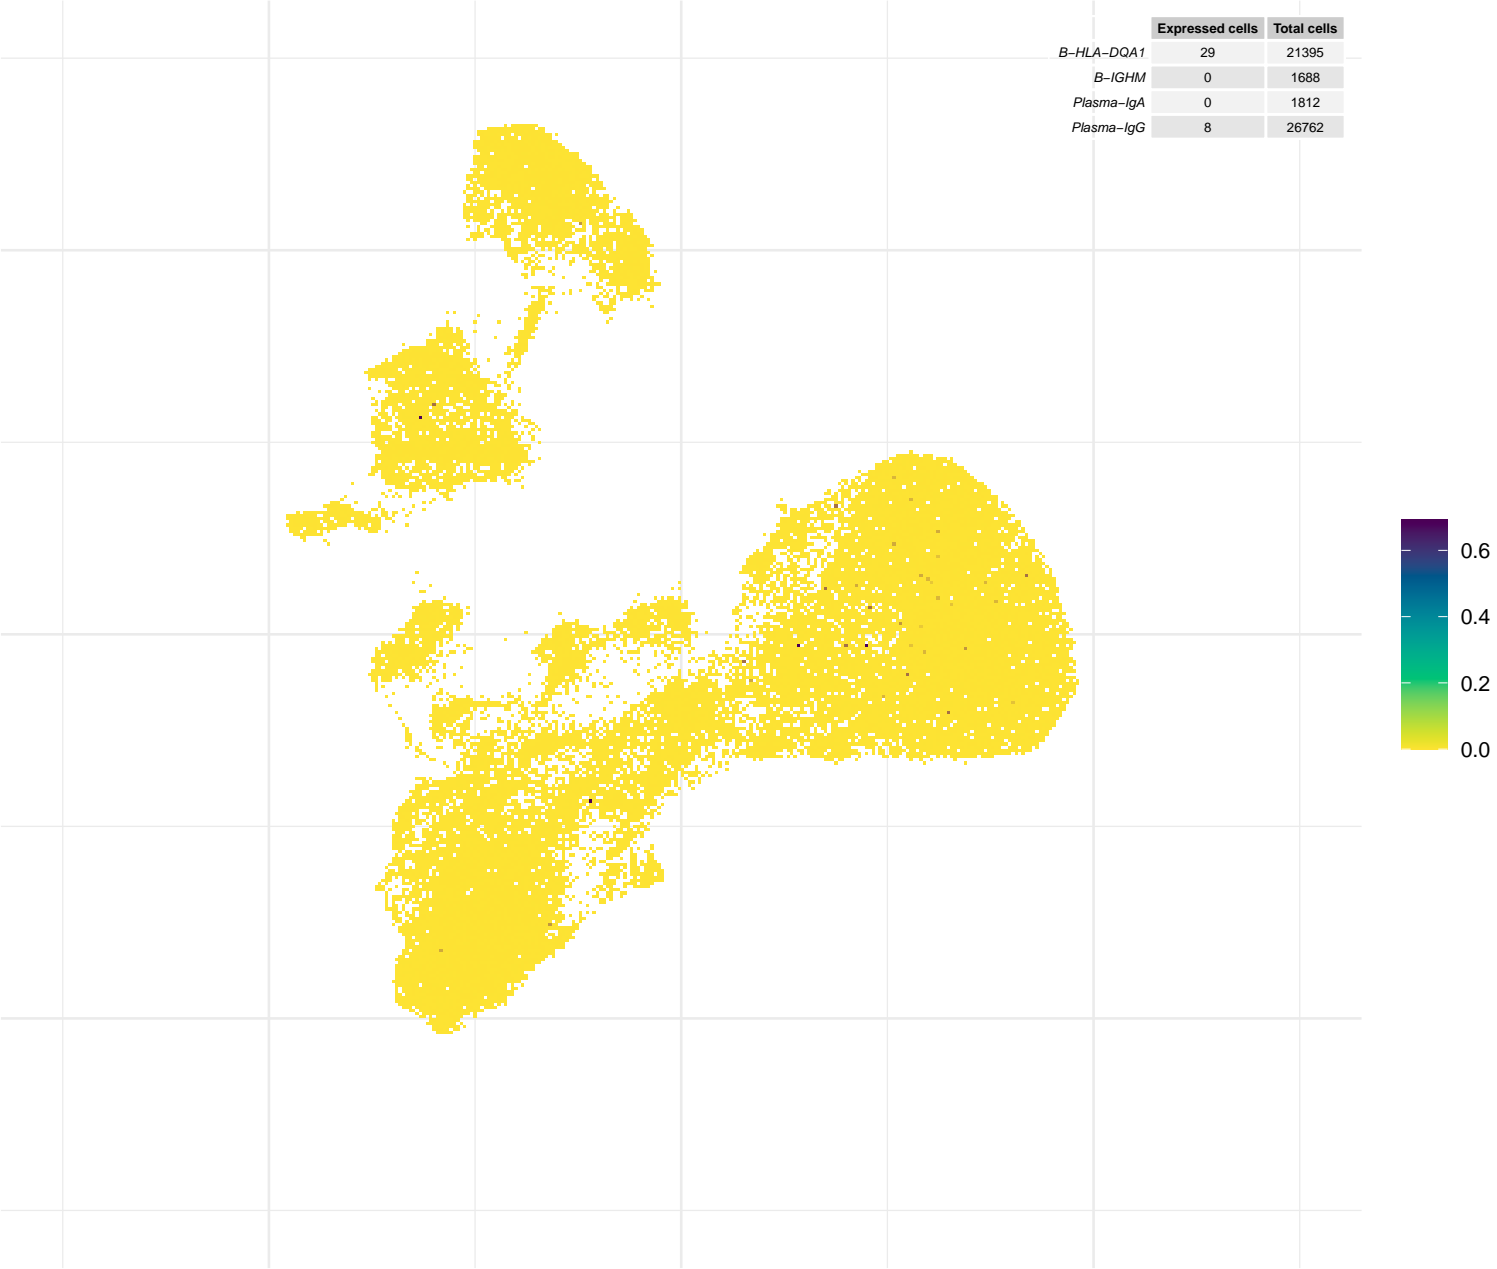 Expressed cells Total cells
B−HLA−DQA1 29 21395
B−IGHM 0 1688
Plasma−IgA 0 1812
Plasma−IgG 8 26762
0.6
0.4
0.2
0.0